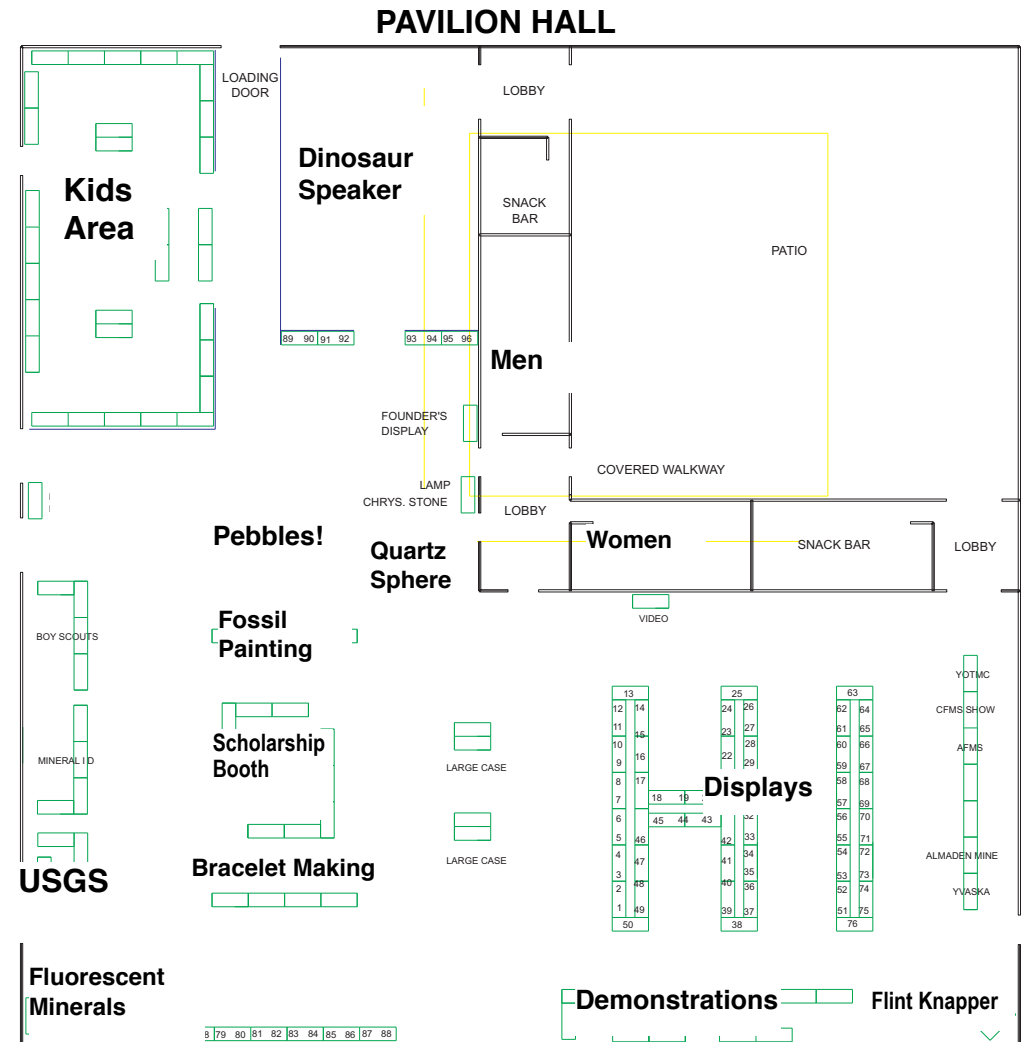 PAVILION HALL
LOADING
DOOR
LOBBY
Dinosaur
Speaker
Kids
Area
SNACK
BAR
PATIO
89 90 91 92
93 94 95 96
Men
FOUNDER'S
DISPLAY
COVERED WALKWAY
LAMP
CHRYS. STONE
LOBBY
Pebbles!
Quartz
Sphere
Women
SNACK BAR
LOBBY
VIDEO
BOY SCOUTS
Fossil
Painting
YOTMC
CFMS SHOW
AFMS
ALMADEN MINE
YVASKA
MINERAL I D
Scholarship
Booth
LARGE CASE
LARGE CASE
Displays
13
12 14
11
15
10
16
9
8 17
7
6
5 46
4
47
3
2 48
1 49
50
18 19
45 44 43
25
24 26
23 27
28
22
29
32
42 33
34
41
35
40 36
39 37
38
63
62 64
61 65
60 66
59 67
58 68
57 69
56 70
55 71
54 72
53 73
52 74
51 75
76
USGS
Bracelet Making
Fluorescent
Minerals
8 79 80 81 82 83 84 85 86 87 88
Demonstrations
Flint Knapper